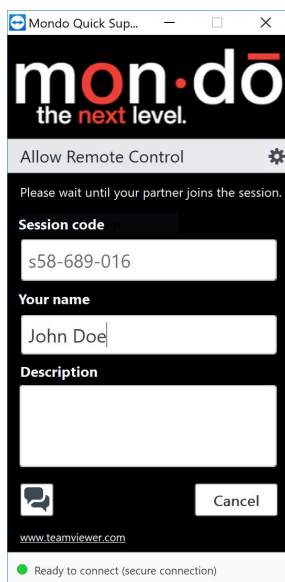 Mondo Quick Sup...
mon·dō
the next level.
Allow Remote Control
Please wait until your partner joins the session.
Session code
s58-689-016
Your name
John Doe
Description
Cancel
www.teamviewer.com
Ready to connect (secure connection)